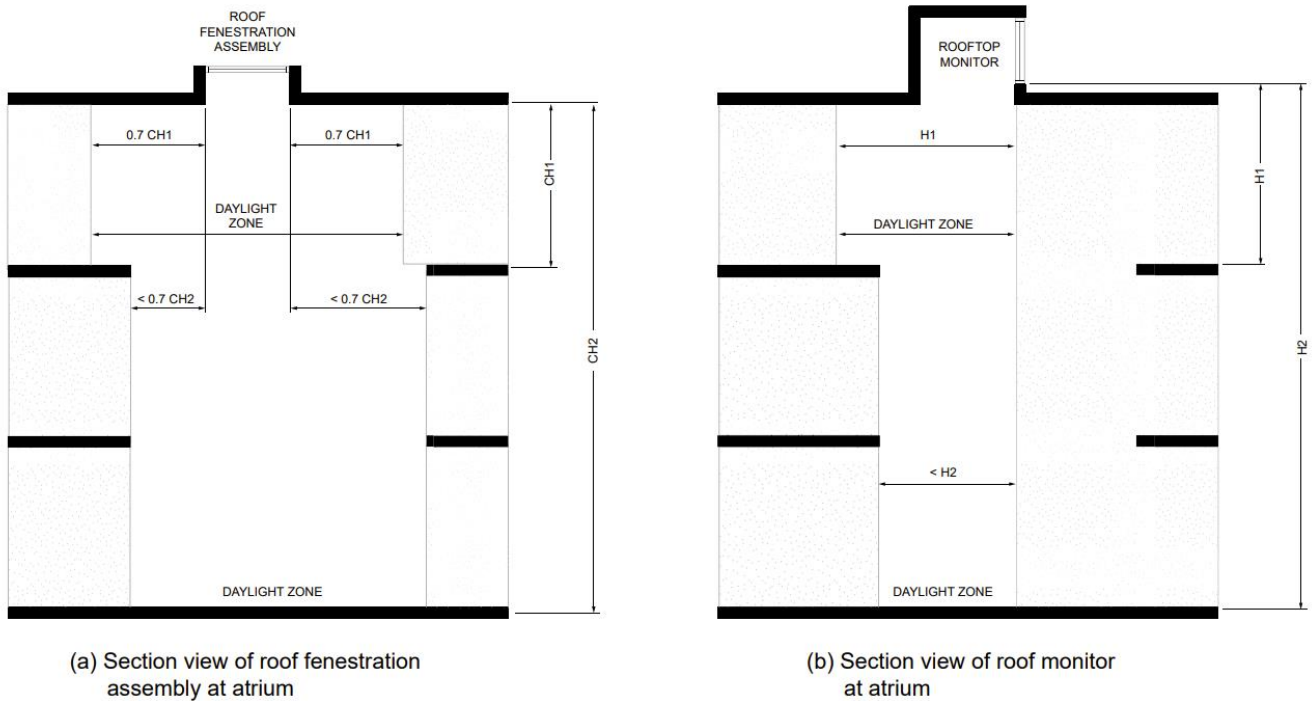 ROOF
FENESTRATION
ASSEMBLY
0.7 CH1
0.7 CH1
CH1
DAYLIGHT
ZONE
< 0.7 CH2
< 0.7 CH2
CH2
DAYLIGHT ZONE
(a) Section view of roof fenestration
assembly at atrium
ROOFTOP
MONITOR
H1
H1
DAYLIGHT ZONE
H2
< H2
DAYLIGHT ZONE
(b) Section view of roof monitor
at atrium